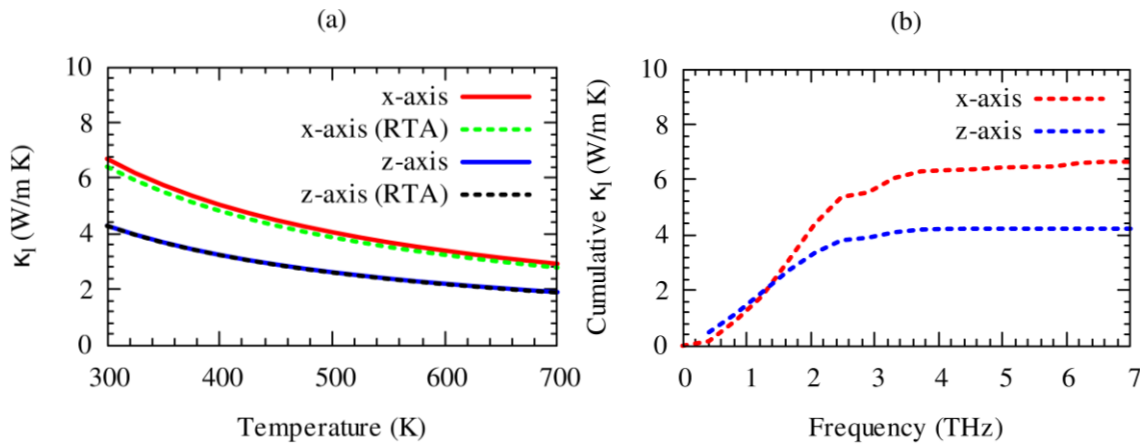 (a)
κl (W/m K)
10
8
6
4
2
0
x-axis
x-axis (RTA)
z-axis
z-axis (RTA)
300
400
500
600
700
Temperature (K)
(b)
Cumulative κl (W/m K)
10
8
6
4
2
0
x-axis
z-axis
0
1
2
3
4
5
6
7
Frequency (THz)